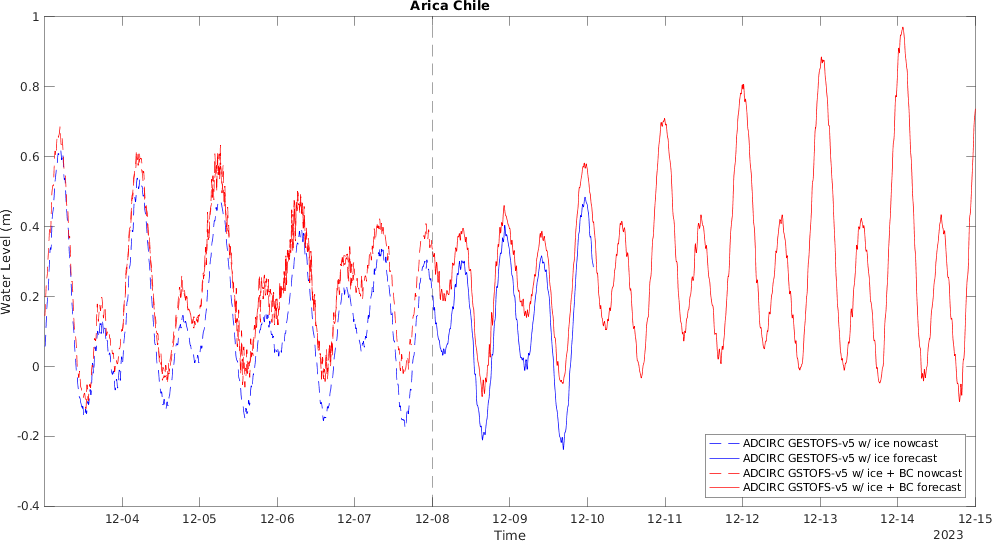 Arica Chile
Water Level (m)
1
0.8
0.6
0.4
0.2
0
-0.2
-0.4
ADCIRC GESTOFS-v5 w/ ice nowcast
ADCIRC GESTOFS-v5 w/ ice forecast
ADCIRC GSTOFS-v5 w/ ice + BC nowcast
ADCIRC GSTOFS-v5 w/ ice + BC forecast
12-04 12-05 12-06 12-07 12-08 12-09 12-10 12-11 12-12 12-13 12-14 12-15
Time
2023